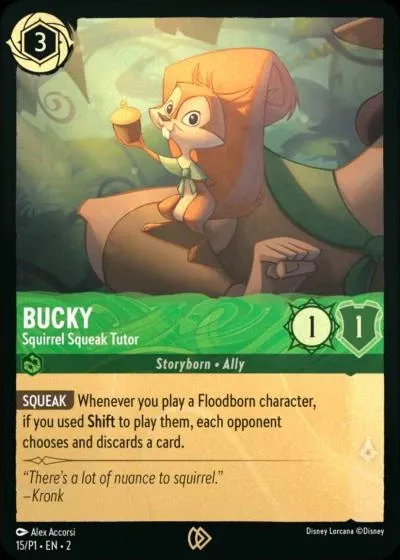 3
BUCKY
Squirrel Squeak Tutor
1
1
Storyborn • Ally
SQUEAK Whenever you play a Floodborn character,
if you used Shift to play them, each opponent
chooses and discards a card.
“There’s a lot of nuance to squirrel.”
–Kronk
Alex Accorsi
Disney Lorcana ©Disney
15/P1 • EN • 2